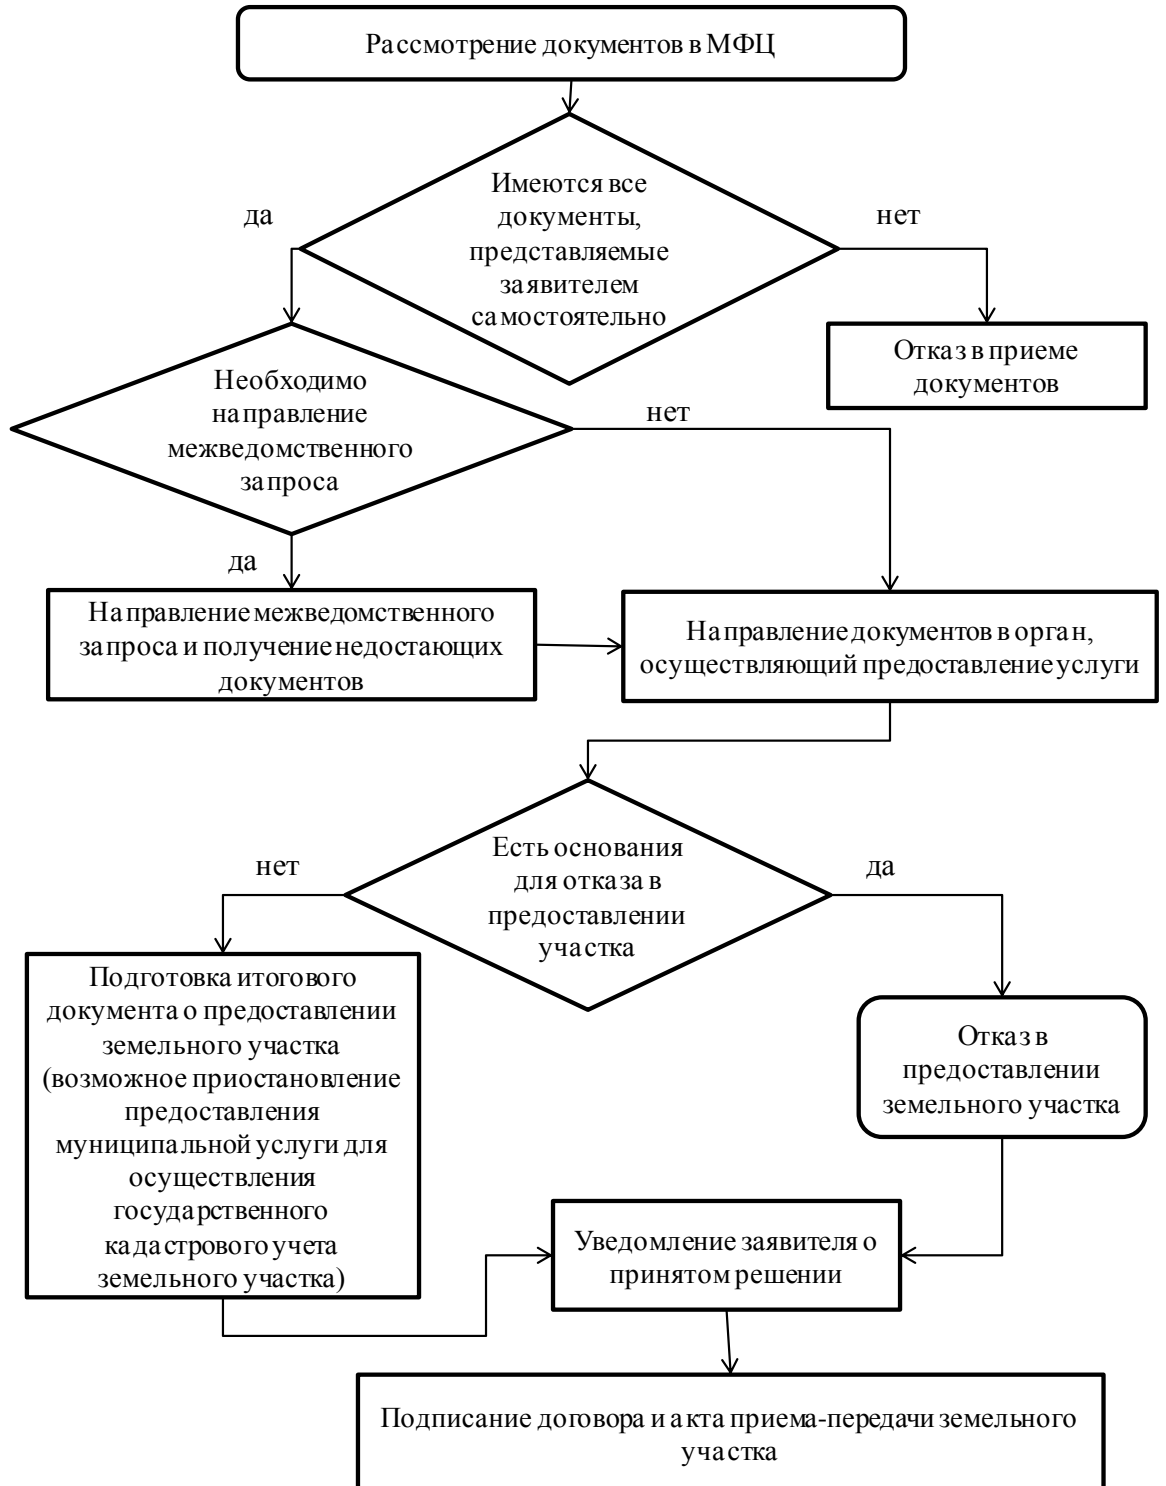 Рассмотрение документов в МФЦ
Имеются все
документы,
представляемые
заявителем
самостоятельно
да
нет
Отказ в приеме
документов
Необходимо
направление
межведомственного
запроса
нет
да
Направление межведомственного
запроса и получение недостающих
документов
Направление документов в орган,
осуществляющий предоставление услуги
Есть основания
для отказа в
предоставлении
участка
нет
да
Подготовка итогового
документа о предоставлении
земельного участка
(возможное приостановление
предоставления
муниципальной услуги для
осуществления
государственного
кадастрового учета
земельного участка)
Отказ в
предоставлении
земельного участка
Уведомление заявителя о
принятом решении
Подписание договора и акта приема-передачи земельного
участка